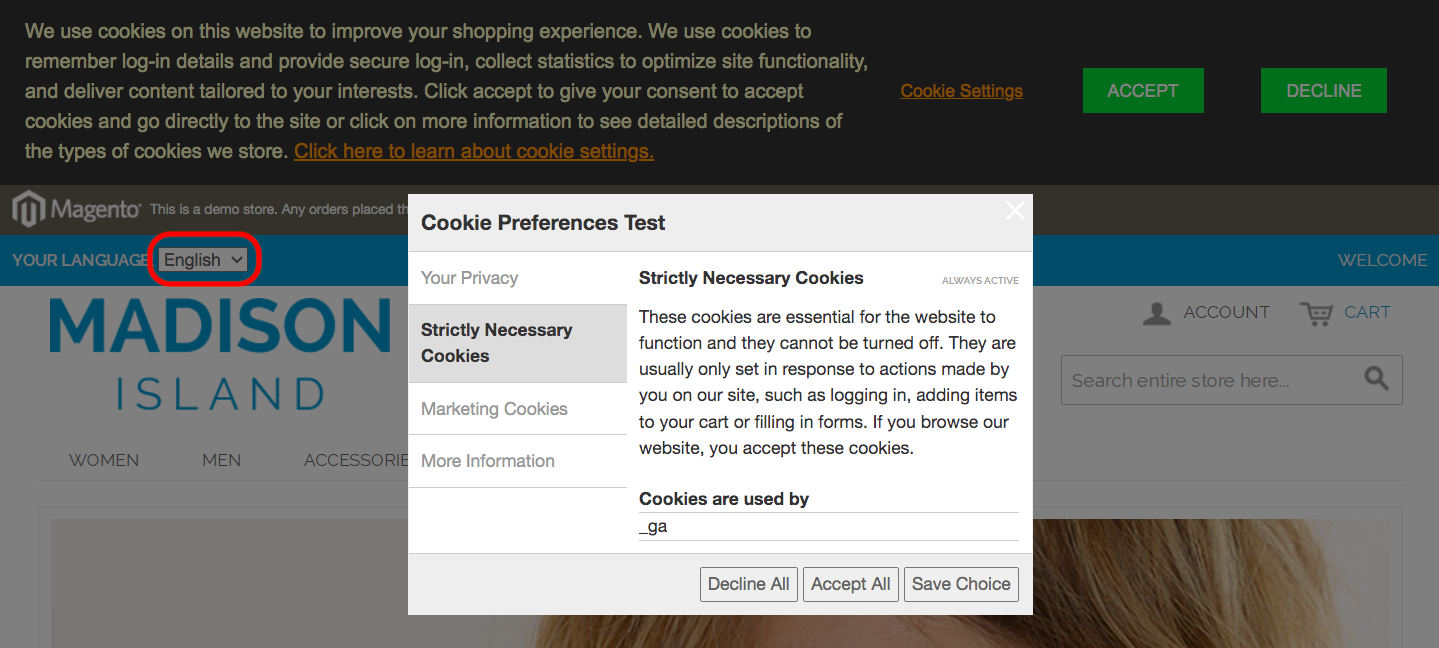 We use cookies on this website to improve your shopping experience. We use cookies to
remember log-in details and provide secure log-in, collect statistics to optimize site functionality,
and deliver content tailored to your interests. Click accept to give your consent to accept
cookies and go directly to the site or click on more information to see detailed descriptions of
the types of cookies we store. Click here to learn about cookie settings.
Cookie Settings
ACCEPT
DECLINE
Magento
This is a demo store. Any orders placed th
YOUR LANGUAGE
English
WELCOME
MADISON
ISLAND
ACCOUNT
CART
Search entire store here...
WOMEN
MEN
ACCESSORIE
Cookie Preferences Test
Your Privacy
Strictly Necessary
Cookies
Marketing Cookies
More Information
Strictly Necessary Cookies
ALWAYS ACTIVE
These cookies are essential for the website to
function and they cannot be turned off. They are
usually only set in response to actions made by
you on our site, such as logging in, adding items
to your cart or filling in forms. If you browse our
website, you accept these cookies.
Cookies are used by
_ga
Decline All
Accept All
Save Choice